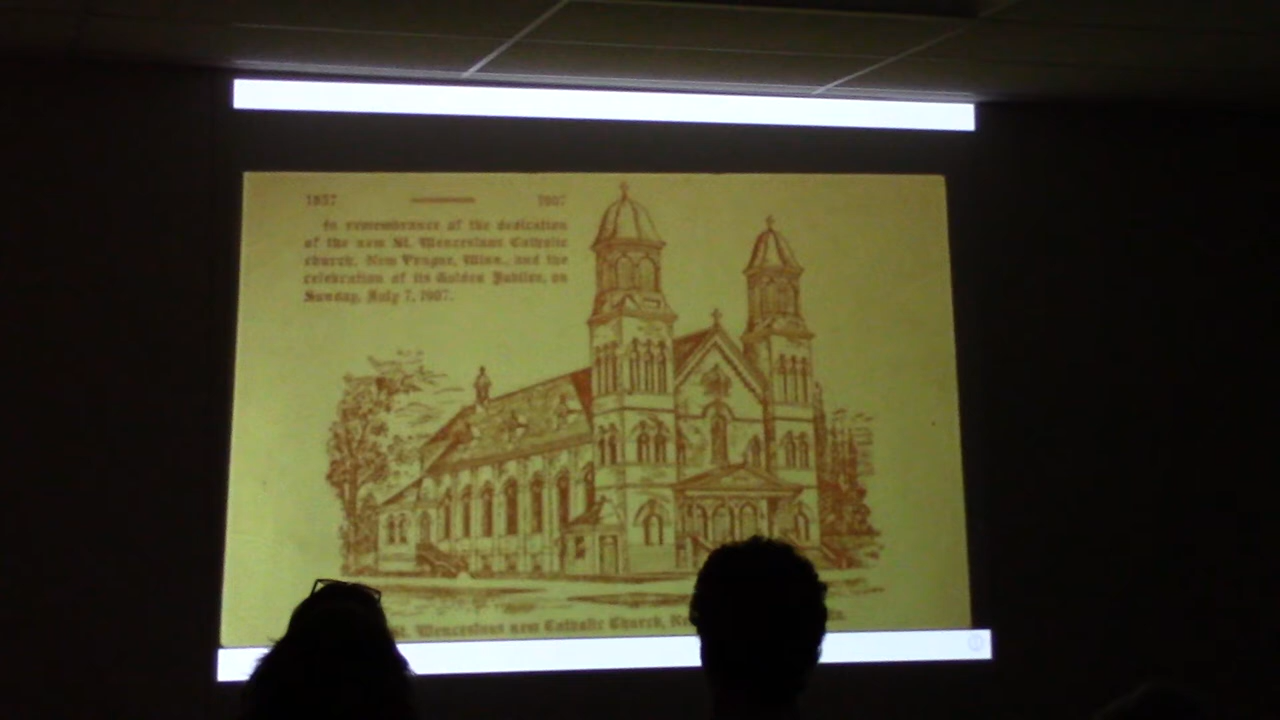 1857 1907
In remembrance of the dedication
of the new St. Wenceslaus Catholic
church, New Prague, Minn., and the
celebration of its Golden Jubilee, on
Sunday, July 7, 1907.
St. Wenceslaus new Catholic Church,